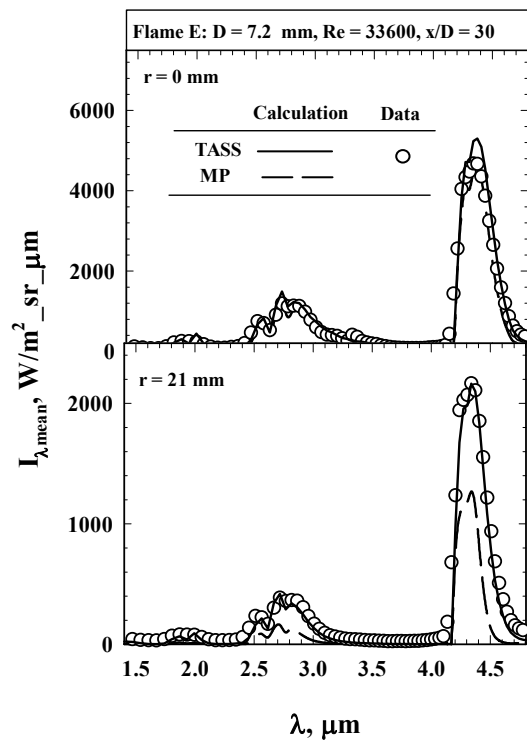 Flame E: D = 7.2 mm, Re = 33600, x/D = 30
r = 0 mm
Calculation Data
TASS
MP
6000
4000
2000
0
r = 21 mm
2000
1000
0
1.5 2.0 2.5 3.0 3.5 4.0 4.5
λ, μm
I_λmean, W/m²_sr_μm